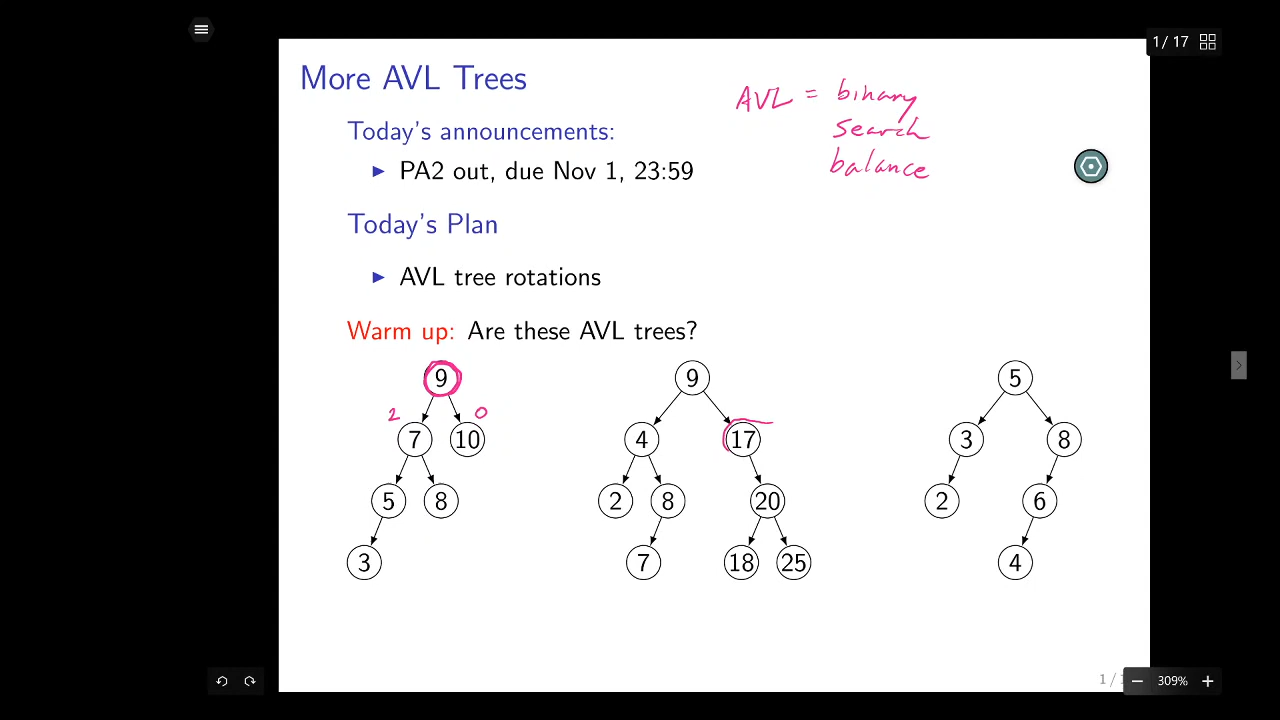 1 / 17
More AVL Trees
AVL = binary
search
balance
Today's announcements:
▶ PA2 out, due Nov 1, 23:59
Today's Plan
▶ AVL tree rotations
Warm up: Are these AVL trees?
9 9 5
2 0
7 10 4 17 3 8
5 8 2 8 20 2 6
3 7 18 25 4
1 /
309%